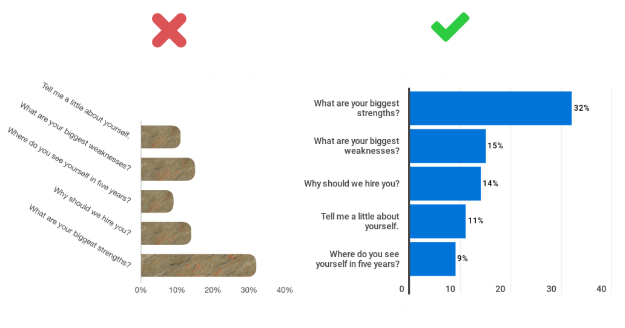 Tell me a little about yourself.
What are your biggest weaknesses?
Where do you see yourself in five years?
Why should we hire you?
What are your biggest strengths?
0% 10% 20% 30% 40%
What are your biggest
strengths?
32%
What are your biggest
weaknesses?
15%
Why should we hire you?
14%
Tell me a little about
yourself.
11%
Where do you see
yourself in five years?
9%
0 10 20 30 40